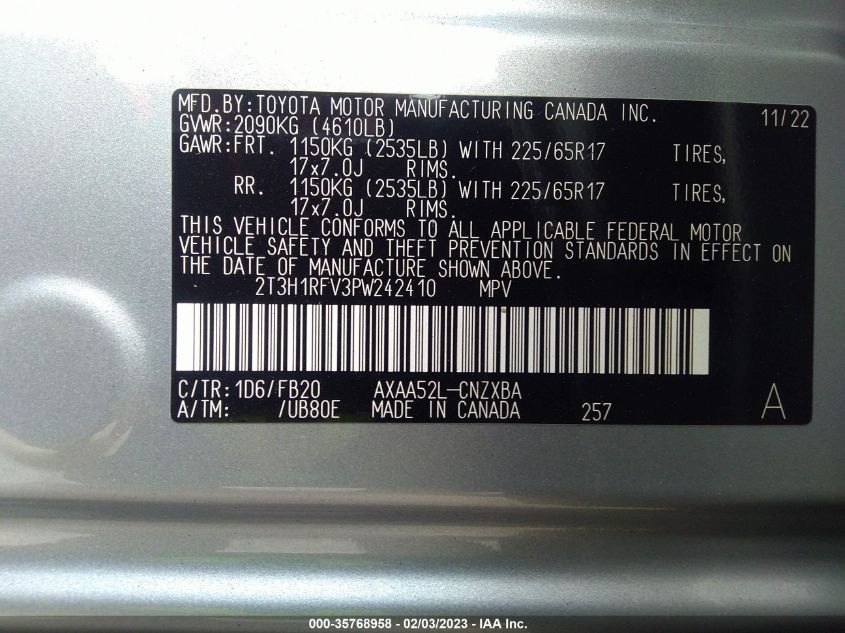 MFD.BY:TOYOTA MOTOR MANUFACTURING CANADA INC. 11/22
GVWR:2090KG (4610LB)
GAWR:FRT. 1150KG (2535LB) WITH 225/65R17 TIRES,
17x7.0J RIMS.
RR. 1150KG (2535LB) WITH 225/65R17 TIRES,
17x7.0J RIMS.
THIS VEHICLE CONFORMS TO ALL APPLICABLE FEDERAL MOTOR
VEHICLE SAFETY AND THEFT PREVENTION STANDARDS IN EFFECT ON
THE DATE OF MANUFACTURE SHOWN ABOVE.
2T3H1RFV3PW242410 MPV
C/TR:1D6/FB20 AXAA52L-CNZXBA
A/TM: /UB80E MADE IN CANADA 257 A
000-35768958 - 02/03/2023 - IAA Inc.